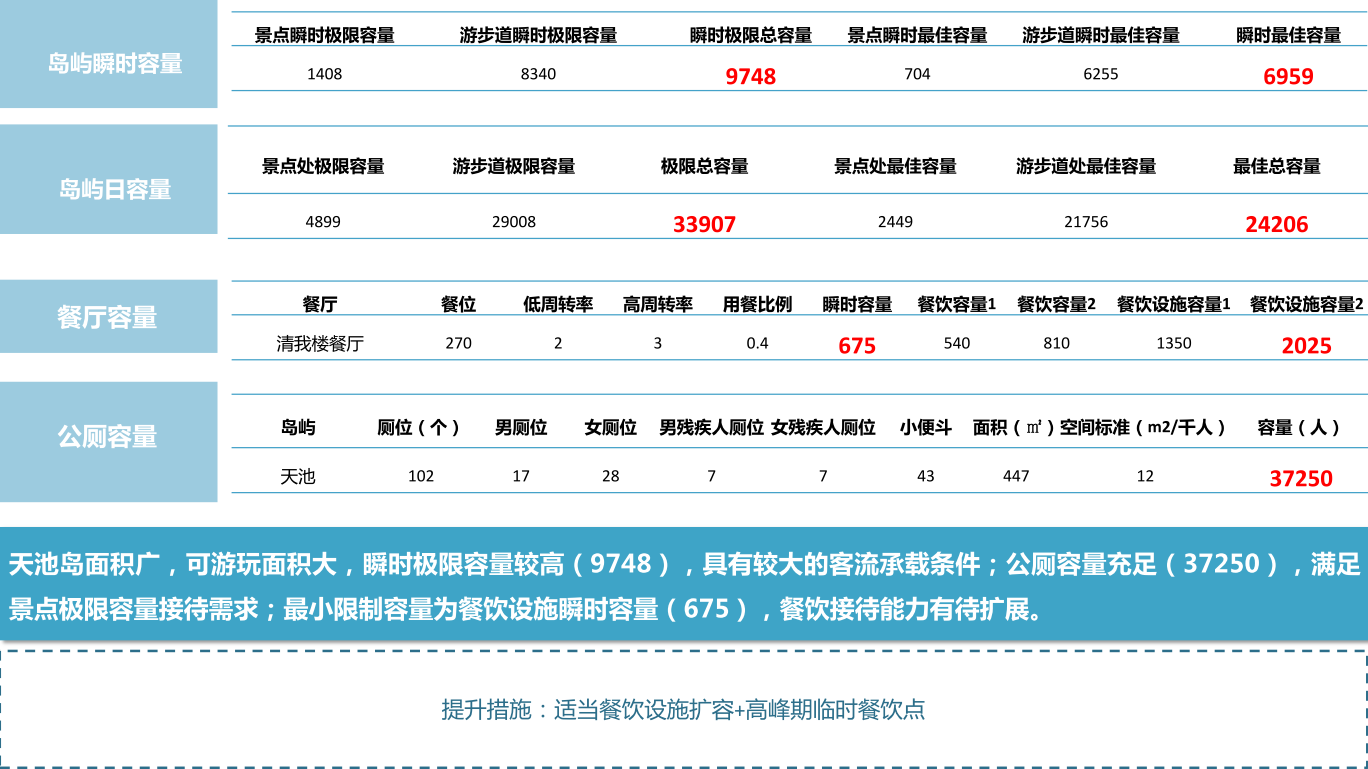 岛屿瞬时容量
景点瞬时极限容量 游步道瞬时极限容量 瞬时极限总容量 景点瞬时最佳容量 游步道瞬时最佳容量 瞬时最佳容量
1408 8340 9748 704 6255 6959
岛屿日容量
景点处极限容量 游步道极限容量 极限总容量 景点处最佳容量 游步道处最佳容量 最佳总容量
4899 29008 33907 2449 21756 24206
餐厅容量
餐厅 餐位 低周转率 高周转率 用餐比例 瞬时容量 餐饮容量1 餐饮容量2 餐饮设施容量1 餐饮设施容量2
清我楼餐厅 270 2 3 0.4 675 540 810 1350 2025
公厕容量
岛屿 厕位（个） 男厕位 女厕位 男残疾人厕位 女残疾人厕位 小便斗 面积（㎡）空间标准（m2/千人） 容量（人）
天池 102 17 28 7 7 43 447 12 37250
天池岛面积广，可游玩面积大，瞬时极限容量较高（9748），具有较大的客流承载条件；公厕容量充足（37250），满足
景点极限容量接待需求；最小限制容量为餐饮设施瞬时容量（675），餐饮接待能力有待扩展。
提升措施：适当餐饮设施扩容+高峰期临时餐饮点